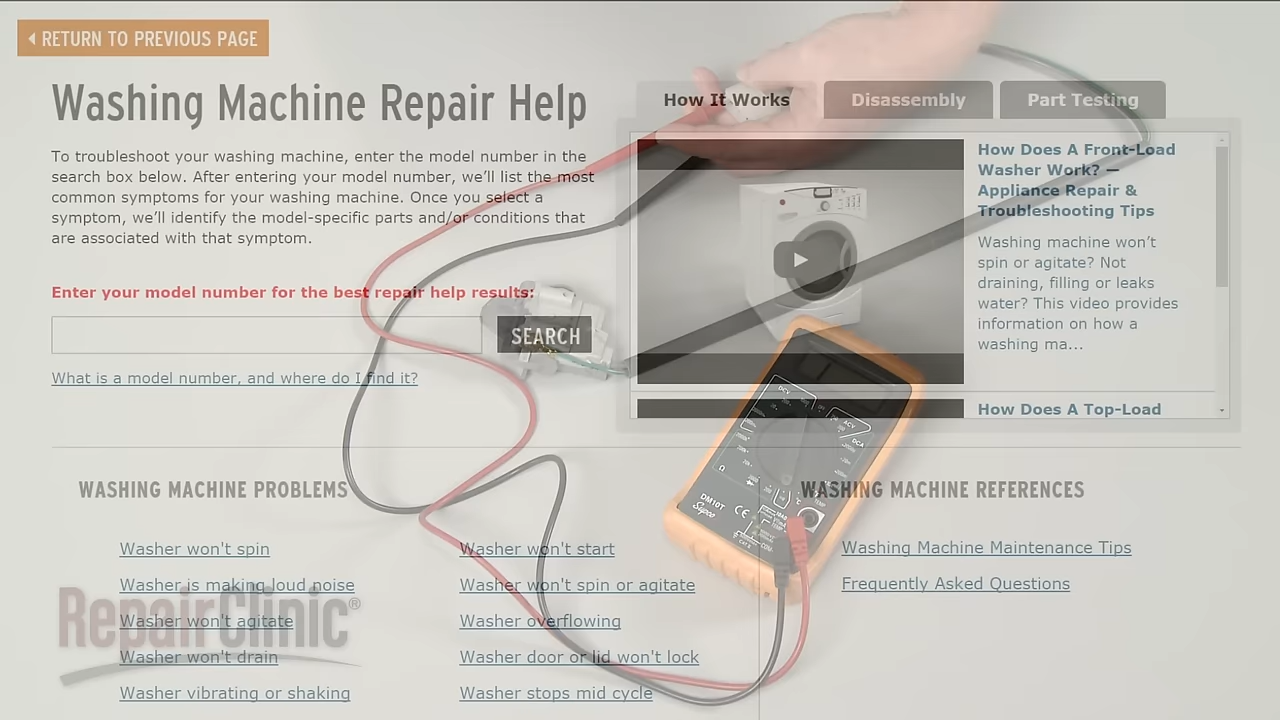 RETURN TO PREVIOUS PAGE
Washing Machine Repair Help
To troubleshoot your washing machine, enter the model number in the
search box below. After entering your model number, we'll list the most
common symptoms for your washing machine. Once you select a
symptom, we'll identify the model-specific parts and/or conditions that
are associated with that symptom.
Enter your model number for the best repair help results:
SEARCH
What is a model number, and where do I find it?
How It Works
Disassembly
Part Testing
How Does A Front-Load
Washer Work? —
Appliance Repair &
Troubleshooting Tips
Washing machine won't
spin or agitate? Not
draining, filling or leaks
water? This video provides
information on how a
washing ma...
How Does A Top-Load
DCV
ACV
DCA
DM10T
Supco
CE
COM
TEMP
WASHING MACHINE PROBLEMS
Washer won't spin
Washer is making loud noise
Washer won't agitate
Washer won't drain
Washer vibrating or shaking
Washer won't start
Washer won't spin or agitate
Washer overflowing
Washer door or lid won't lock
Washer stops mid cycle
WASHING MACHINE REFERENCES
Washing Machine Maintenance Tips
Frequently Asked Questions
RepairClinic®